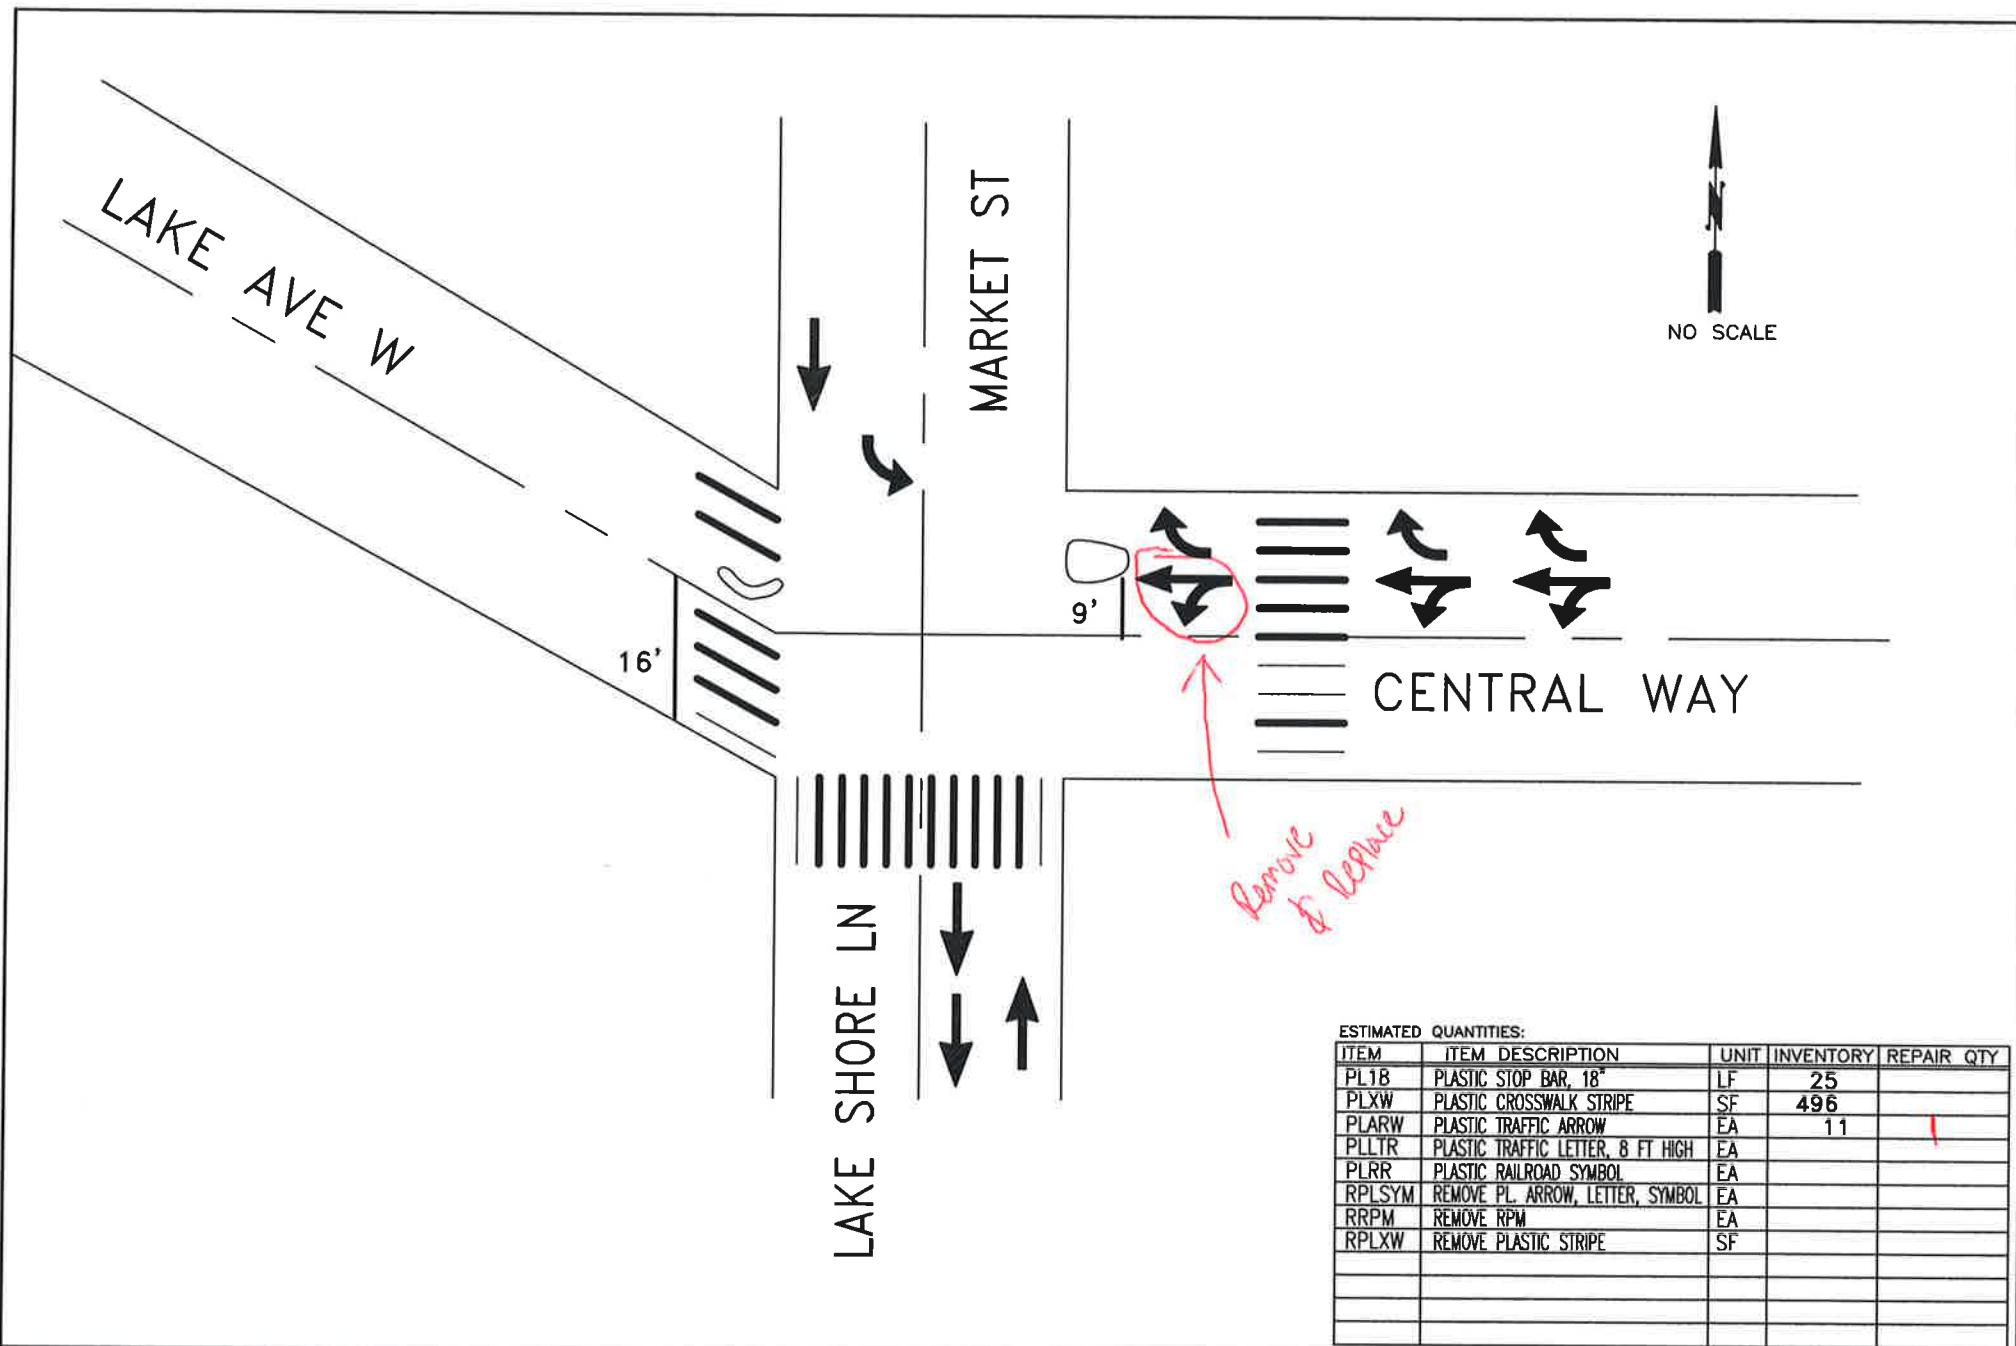 LAKE AVE W
MARKET ST
N
NO SCALE
9'
16'
CENTRAL WAY
Remove
& Replace
LAKE SHORE LN
ESTIMATED QUANTITIES:
ITEM ITEM DESCRIPTION UNIT INVENTORY REPAIR QTY
PL18 PLASTIC STOP BAR, 18" LF 25
PLXW PLASTIC CROSSWALK STRIPE SF 496
PLARW PLASTIC TRAFFIC ARROW EA 11 1
PLLTR PLASTIC TRAFFIC LETTER, 8 FT HIGH EA
PLRR PLASTIC RAILROAD SYMBOL EA
RPLSYM REMOVE PL. ARROW, LETTER, SYMBOL EA
RRPM REMOVE RPM EA
RPLXW REMOVE PLASTIC STRIPE SF